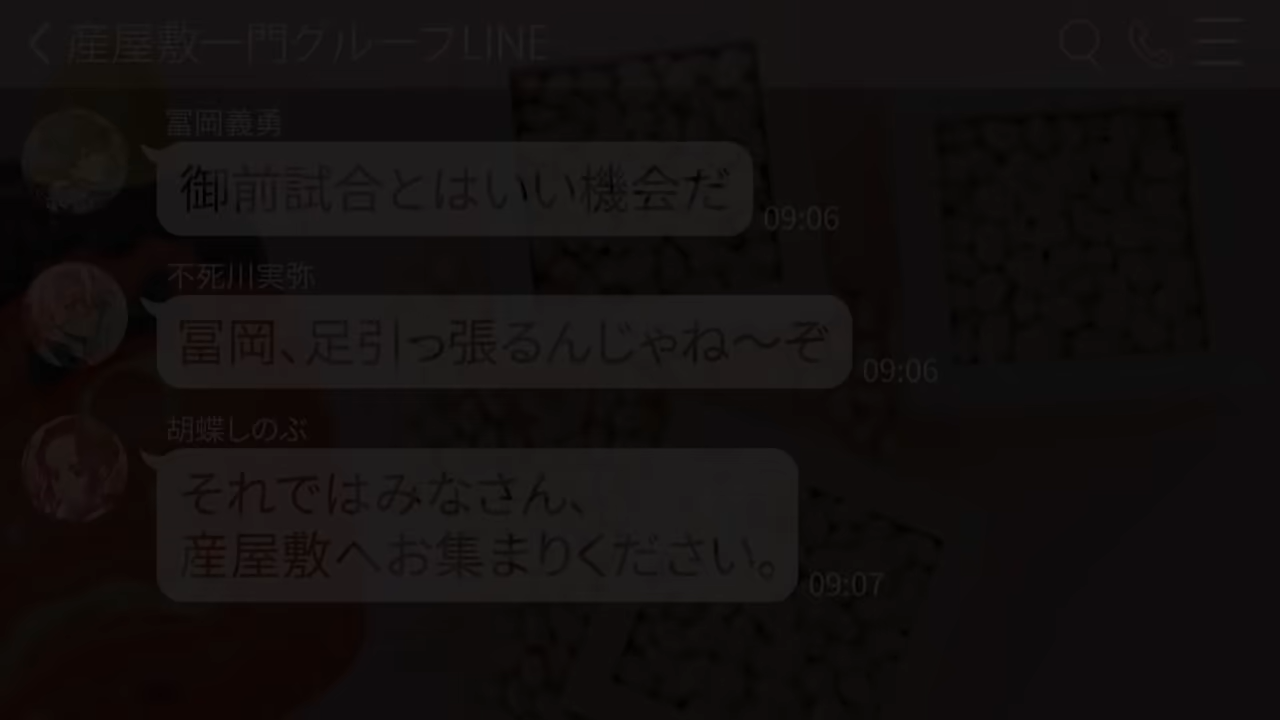 産屋敷一門グループLINE
冨岡義勇
御前試合とはいい機会だ
09:06
不死川実弥
冨岡、足引っ張るんじゃね～ぞ
09:06
胡蝶しのぶ
それではみなさん、
産屋敷へお集まりください。
09:07